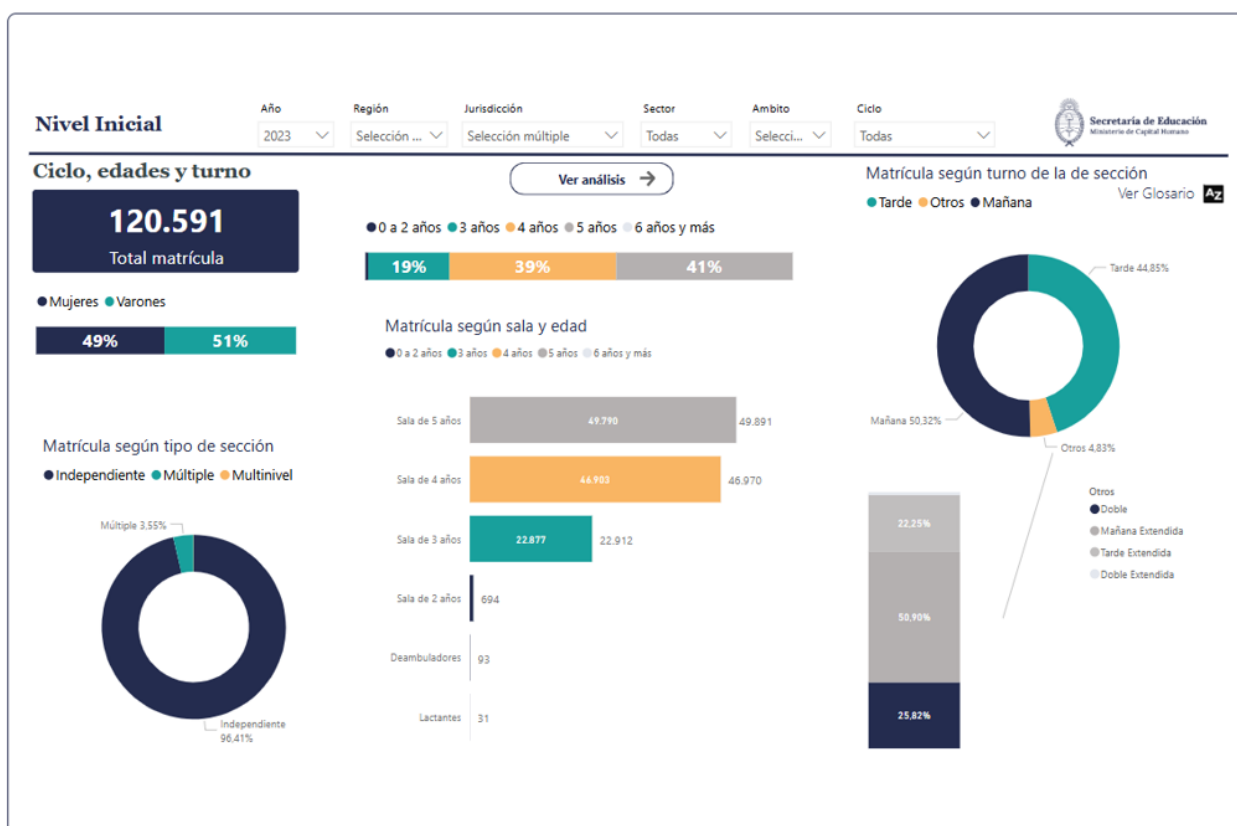 Nivel Inicial
Año
2023
Región
Selección ...
Jurisdicción
Selección múltiple
Sector
Todas
Ambito
Selecci...
Ciclo
Todas
Secretaría de Educación
Ministerio de Capital Humano
Ciclo, edades y turno
120.591
Total matrícula
Mujeres Varones
49% 51%
Matrícula según tipo de sección
Independiente Múltiple Multinivel
Múltiple 3,55%
Independiente
96,41%
Ver análisis
0 a 2 años 3 años 4 años 5 años 6 años y más
19% 39% 41%
Matrícula según sala y edad
0 a 2 años 3 años 4 años 5 años 6 años y más
Sala de 5 años 49.790 49.891
Sala de 4 años 46.903 46.970
Sala de 3 años 22.877 22.912
Sala de 2 años 694
Deambuladores 93
Lactantes 31
Matrícula según turno de la de sección
Ver Glosario AZ
Tarde Otros Mañana
Tarde 44,85%
Mañana 50,32%
Otros 4,83%
Otros
Doble
Mañana Extendida
Tarde Extendida
Doble Extendida
22,25%
50,90%
25,82%